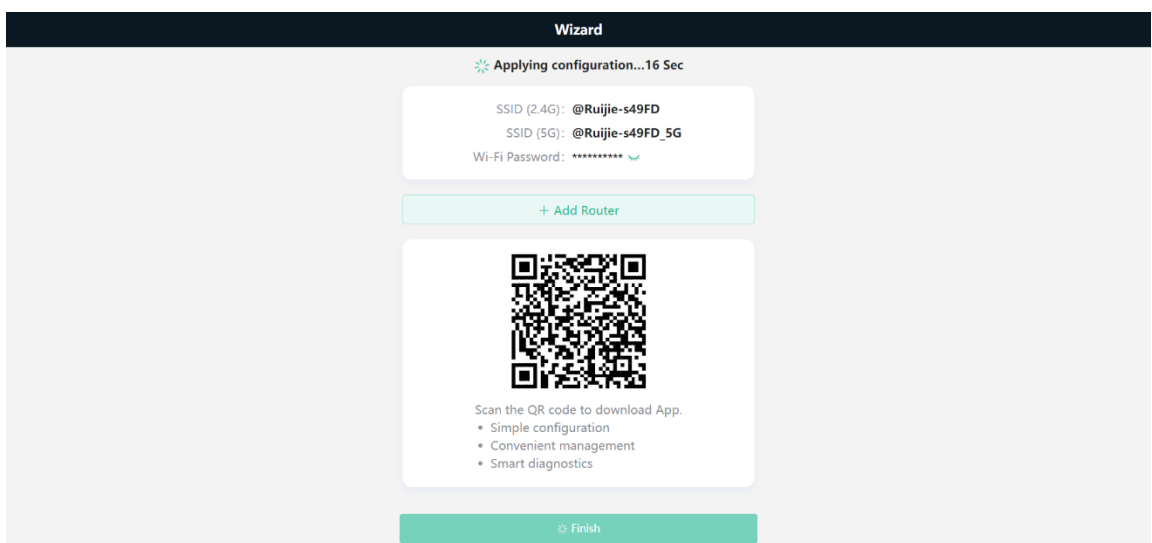 Wizard
Applying configuration...16 Sec
SSID (2.4G): @Ruijie-s49FD
SSID (5G): @Ruijie-s49FD_5G
Wi-Fi Password: **********
+ Add Router
Scan the QR code to download App.
• Simple configuration
• Convenient management
• Smart diagnostics
Finish